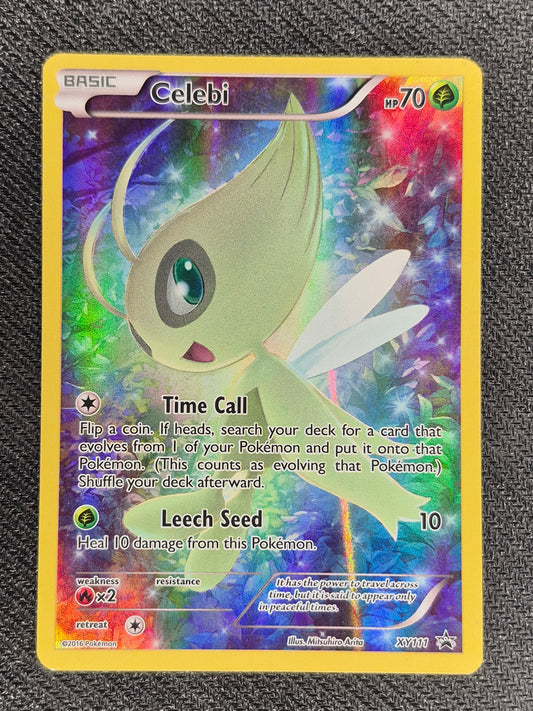 BASIC
Celebi
HP70
Time Call
Flip a coin. If heads, search your deck for a card that
evolves from 1 of your Pokémon and put it onto that
Pokémon. (This counts as evolving that Pokémon.)
Shuffle your deck afterward.
Leech Seed 10
Heal 10 damage from this Pokémon.
weakness resistance
×2
It has the power to travel across
time, but it is said to appear only
in peaceful times.
retreat
©2016 Pokémon Illus. Mitsuhiro Arita XY111